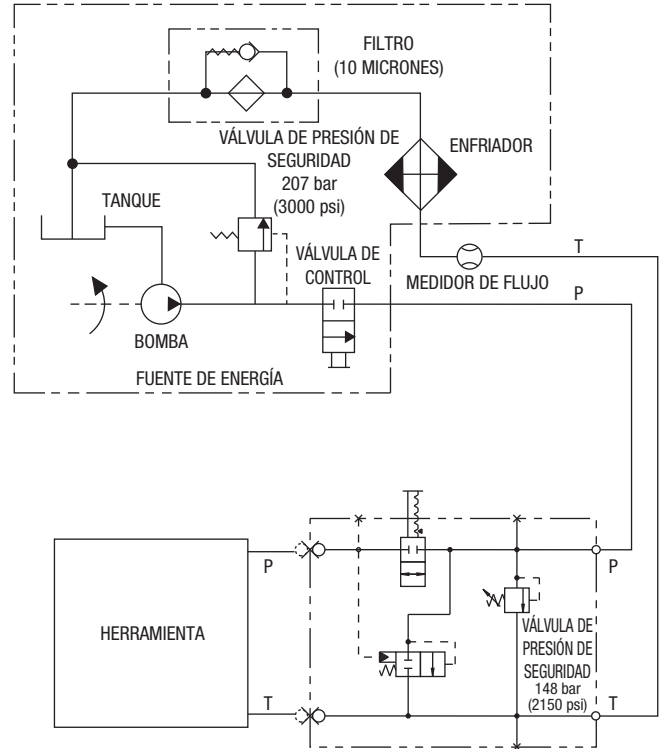 FILTRO
(10 MICRONES)
VÁLVULA DE PRESIÓN DE
SEGURIDAD
207 bar
(3000 psi)
ENFRIADOR
TANQUE
VÁLVULA DE
CONTROL
MEDIDOR DE FLUJO
T
P
BOMBA
FUENTE DE ENERGÍA
HERRAMIENTA
P
T
P
VÁLVULA DE
PRESIÓN DE
SEGURIDAD
148 bar
(2150 psi)
T